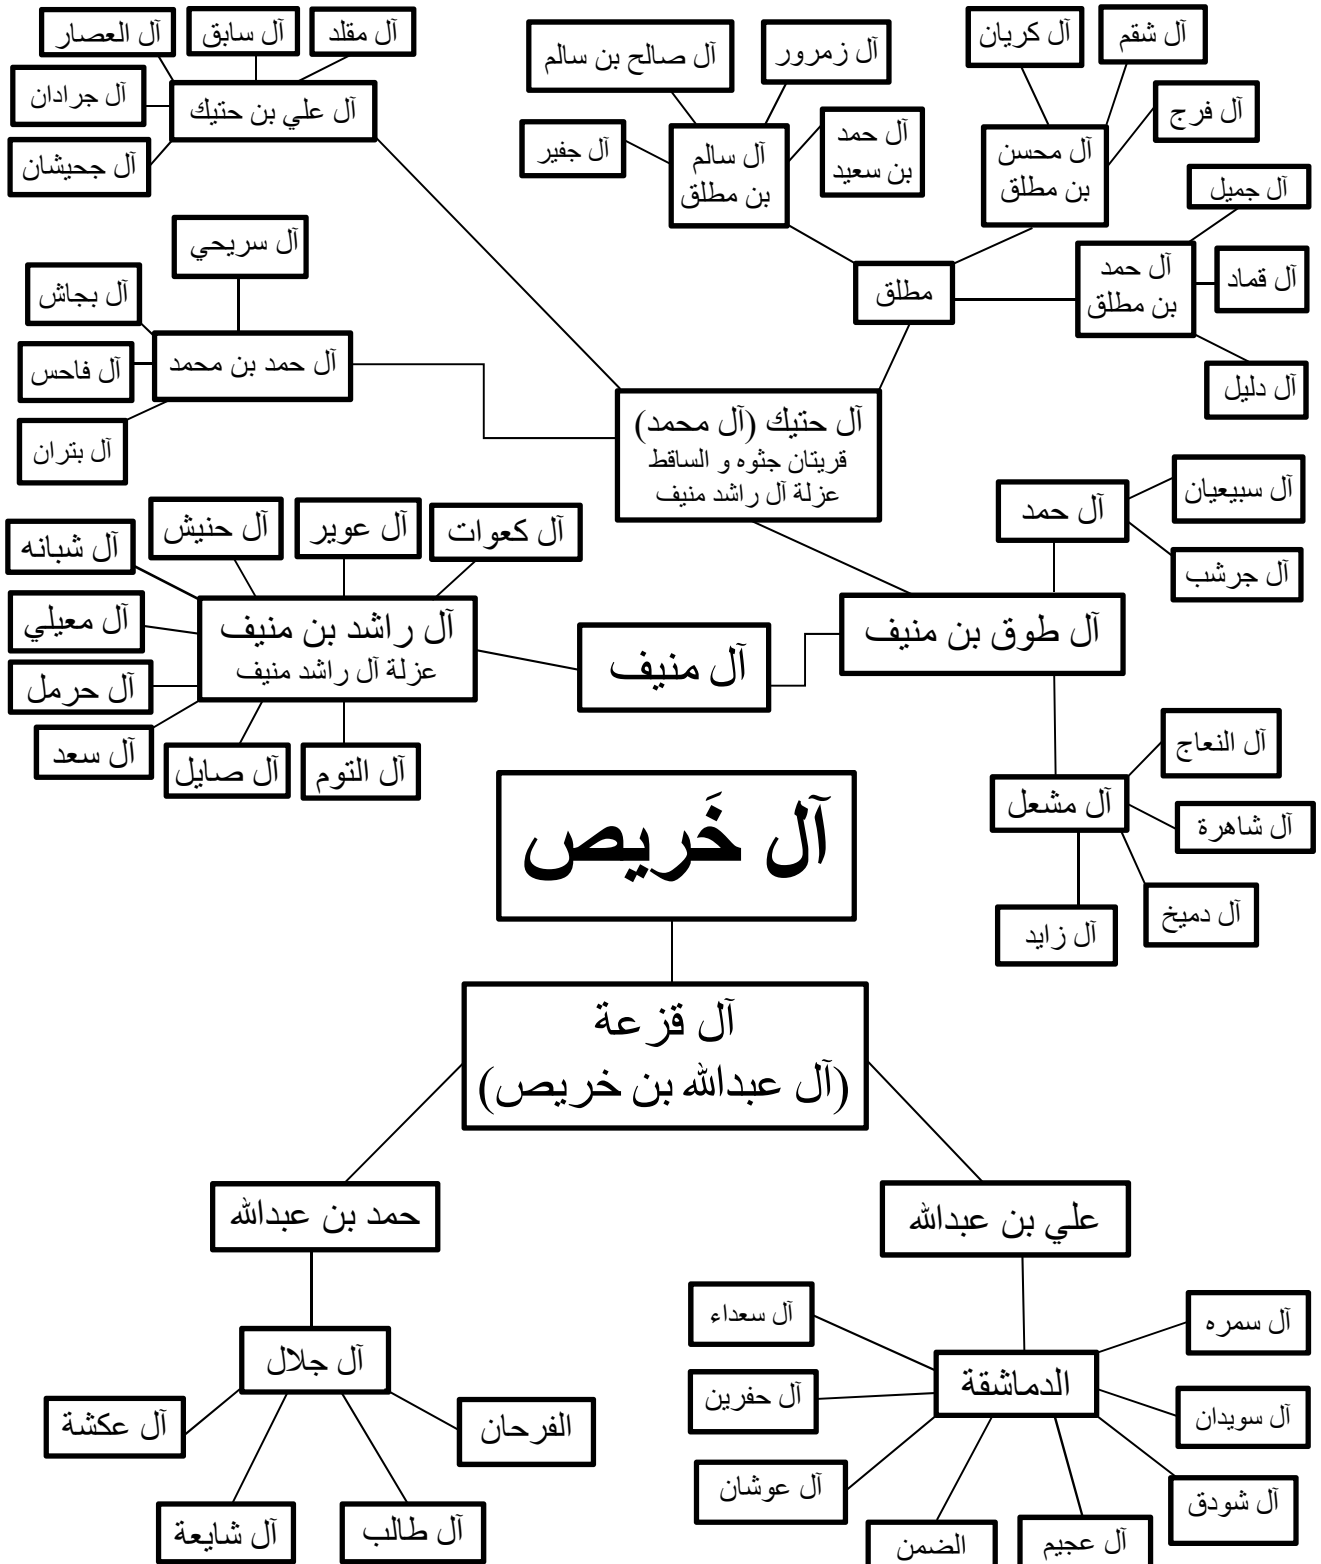 آل شقم
آل كريان
آل زمرور
آل صالح بن سالم
آل مقلد
آل سابق
آل العصار
آل فرج
آل علي بن حتيك
آل جرادان
آل محسن
بن مطلق
آل حمد
بن سعيد
آل سالم
بن مطلق
آل جفير
آل جحيشان
آل جميل
آل سريحي
آل قماد
آل حمد
بن مطلق
مطلق
آل بجاش
آل حمد بن محمد
آل فاحس
آل دليل
آل حتيك (آل محمد)
قريتان جثوه و الساقط
عزلة آل راشد منيف
آل بتران
آل سبيعيان
آل حمد
آل جرشب
آل كعوات
آل عوير
آل حنيش
آل شبانه
آل طوق بن منيف
آل منيف
آل راشد بن منيف
عزلة آل راشد منيف
آل معيلي
آل حرمل
آل سعد
آل صايل
آل التوم
آل النعاج
آل مشعل
آل شاهرة
آل دميخ
آل زايد
آل خَريص
آل قزعة
(آل عبدالله بن خريص)
علي بن عبدالله
حمد بن عبدالله
آل سمره
آل سعداء
الدماشقة
آل جلال
آل حفرين
آل سويدان
الفرحان
آل عكشة
آل عوشان
آل شودق
آل طالب
آل شايعة
الضمن
آل عجيم